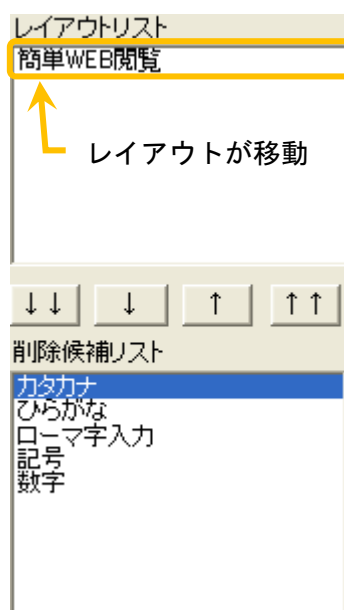 レイアウトリスト
簡単WEB閲覧
レイアウトが移動
↓↓ ↓ ↑ ↑↑
削除候補リスト
カタカナ
ひらがな
ローマ字入力
記号
数字